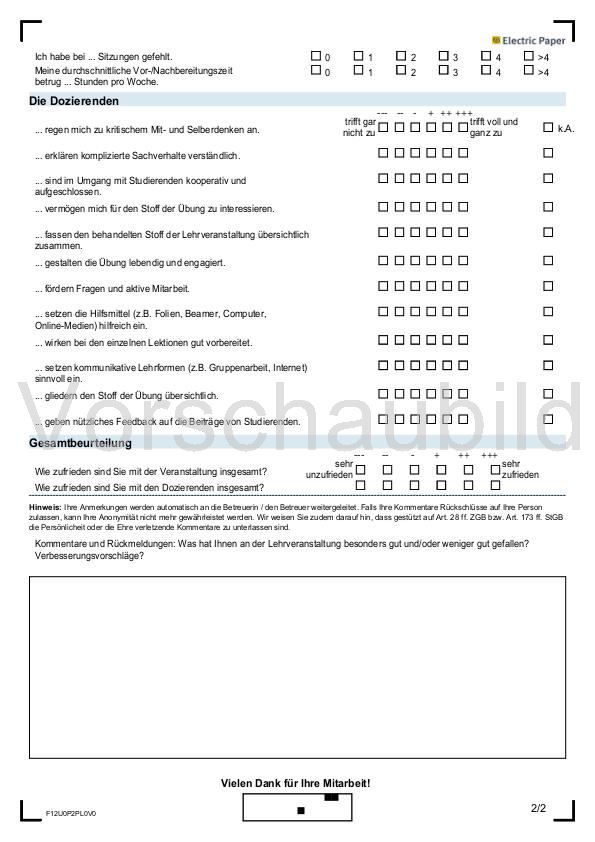 Electric Paper
Ich habe bei ... Sitzungen gefehlt. 0 1 2 3 4 >4
Meine durchschnittliche Vor-/Nachbereitungszeit
betrug ... Stunden pro Woche. 0 1 2 3 4 >4
Die Dozierenden
--- -- - + ++ +++
... regen mich zu kritischem Mit- und Selberdenken an. trifft gar nicht zu trifft voll und ganz zu k.A.
... erklären komplizierte Sachverhalte verständlich.
... sind im Umgang mit Studierenden kooperativ und
aufgeschlossen.
... vermögen mich für den Stoff der Übung zu interessieren.
... fassen den behandelten Stoff der Lehrveranstaltung übersichtlich
zusammen.
... gestalten die Übung lebendig und engagiert.
... fördern Fragen und aktive Mitarbeit.
... setzen die Hilfsmittel (z.B. Folien, Beamer, Computer,
Online-Medien) hilfreich ein.
... wirken bei den einzelnen Lektionen gut vorbereitet.
... setzen kommunikative Lehrformen (z.B. Gruppenarbeit, Internet)
sinnvoll ein.
... gliedern den Stoff der Übung übersichtlich.
Vorschaubild
... geben nützliches Feedback auf die Beiträge von Studierenden.
Gesamtbeurteilung
--- -- - + ++ +++
Wie zufrieden sind Sie mit der Veranstaltung insgesamt? sehr unzufrieden sehr zufrieden
Wie zufrieden sind Sie mit den Dozierenden insgesamt?
Hinweis: Ihre Anmerkungen werden automatisch an die Betreuerin / den Betreuer weitergeleitet. Falls Ihre Kommentare Rückschlüsse auf Ihre Person
zulassen, kann Ihre Anonymität nicht mehr gewährleistet werden. Wir weisen Sie zudem darauf hin, dass gestützt auf Art. 28 ff. ZGB bzw. Art. 173 ff. StGB
die Persönlichkeit oder die Ehre verletzende Kommentare zu unterlassen sind.
Kommentare und Rückmeldungen: Was hat Ihnen an der Lehrveranstaltung besonders gut und/oder weniger gut gefallen?
Verbesserungsvorschläge?
Vielen Dank für Ihre Mitarbeit!
F12U0P2PL0V0
2/2